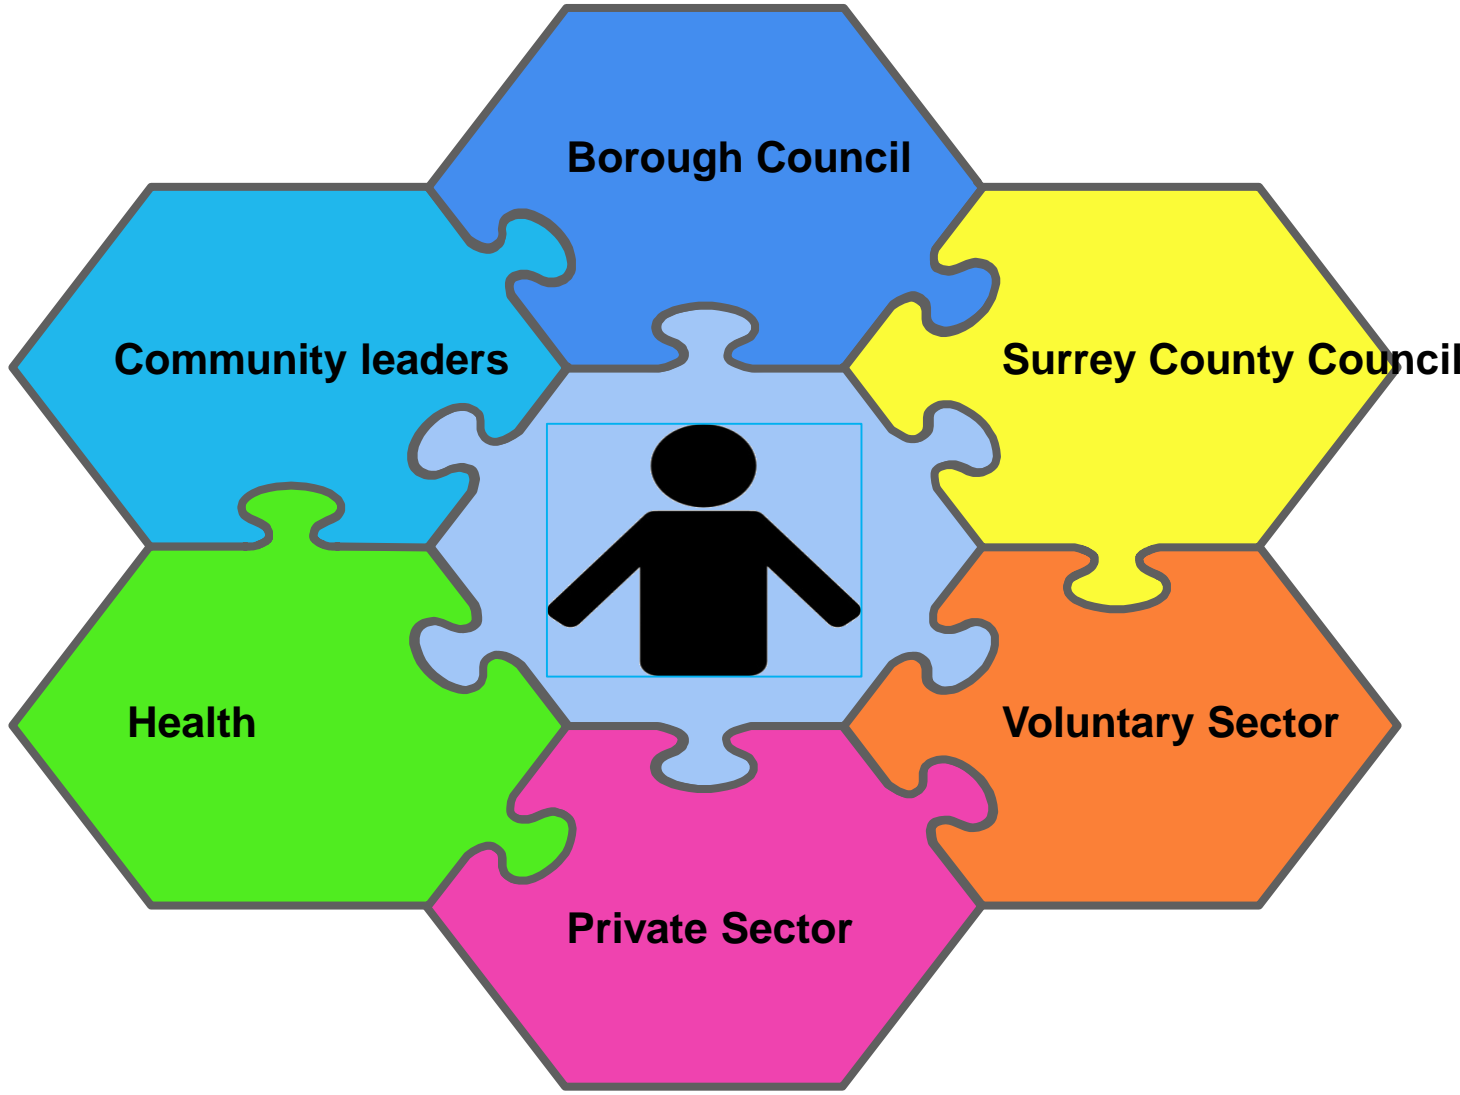 Borough Council
Community leaders
Surrey County Council
Health
Voluntary Sector
Private Sector